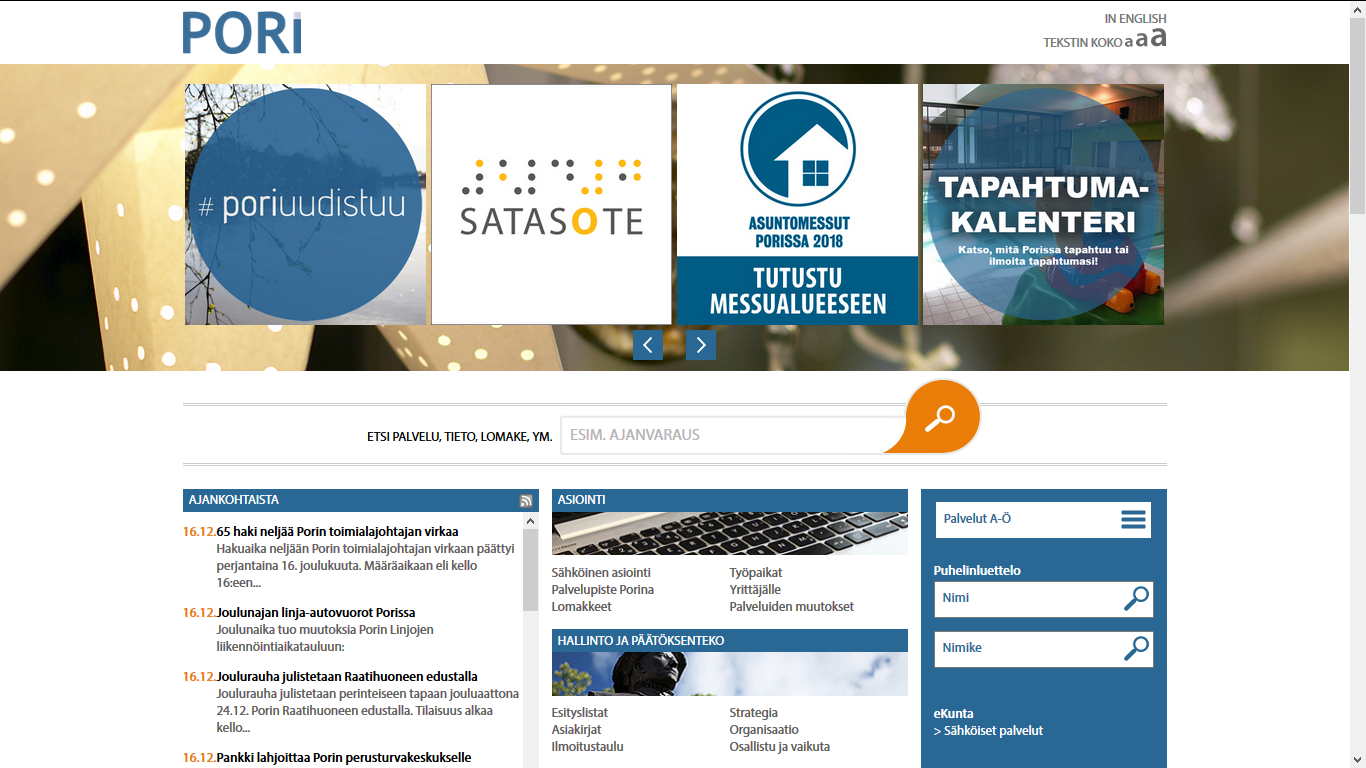 PORi
IN ENGLISH
TEKSTIN KOKO a a a
# poriuudistuu
SATASOTE
ASUNTOMESSUT
PORISSA 2018
TUTUSTU
MESSUALUEESEEN
TAPAHTUMA-
KALENTERI
Katso, mitä Porissa tapahtuu tai
ilmoita tapahtumasi!
ETSI PALVELU, TIETO, LOMAKE, YM.
ESIM. AJANVARAUS
AJANKOHTAISTA
16.12. 65 haki neljää Porin toimialajohtajan virkaa
Hakuaika neljään Porin toimialajohtajan virkaan päättyi
perjantaina 16. joulukuuta. Määräaikaan eli kello
16:een...
16.12. Joulunajan linja-autovuorot Porissa
Joulunaika tuo muutoksia Porin Linjojen
liikennöintiaikatauluun:
16.12. Joulurauha julistetaan Raatihuoneen edustalla
Joulurauha julistetaan perinteiseen tapaan jouluaattona
24.12. Porin Raatihuoneen edustalla. Tilaisuus alkaa
kello...
16.12. Pankki lahjoittaa Porin perusturvakeskukselle
ASIOINTI
Sähköinen asiointi
Palvelupiste Porina
Lomakkeet
Työpaikat
Yrittäjälle
Palveluiden muutokset
HALLINTO JA PÄÄTÖKSENTEKO
Esityslistat
Asiakirjat
Ilmoitustaulu
Strategia
Organisaatio
Osallistu ja vaikuta
Palvelut A-Ö
Puhelinluettelo
Nimi
Nimike
eKunta
> Sähköiset palvelut